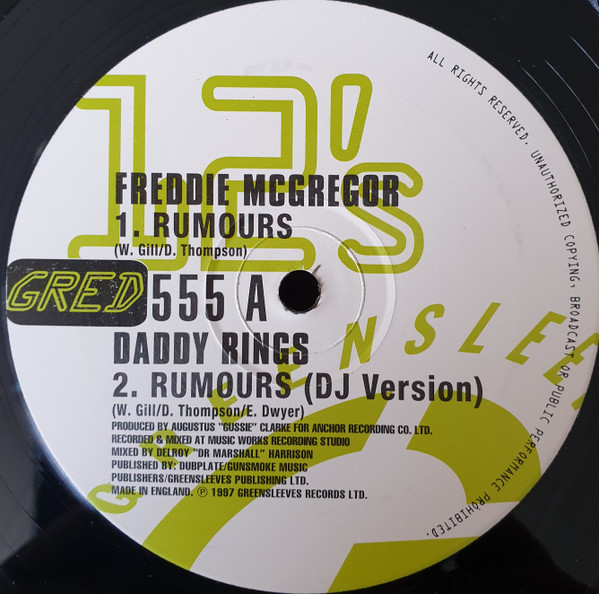 12's
FREDDIE MCGREGOR
1. RUMOURS
(W. Gill/D. Thompson)
GRED 555 A
DADDY RINGS
2. RUMOURS (DJ Version)
(W. Gill/D. Thompson/E. Dwyer)
PRODUCED BY AUGUSTUS "GUSSIE" CLARKE FOR ANCHOR RECORDING CO. LTD.
RECORDED & MIXED AT MUSIC WORKS RECORDING STUDIO
MIXED BY DELROY "DR MARSHALL" HARRISON
PUBLISHED BY: DUBPLATE/GUNSMOKE MUSIC
PUBLISHERS/GREENSLEEVES PUBLISHING LTD.
MADE IN ENGLAND. ℗ 1997 GREENSLEEVES RECORDS LTD.
ALL RIGHTS RESERVED. UNAUTHORIZED COPYING, BROADCAST OR PUBLIC PERFORMANCE PROHIBITED.